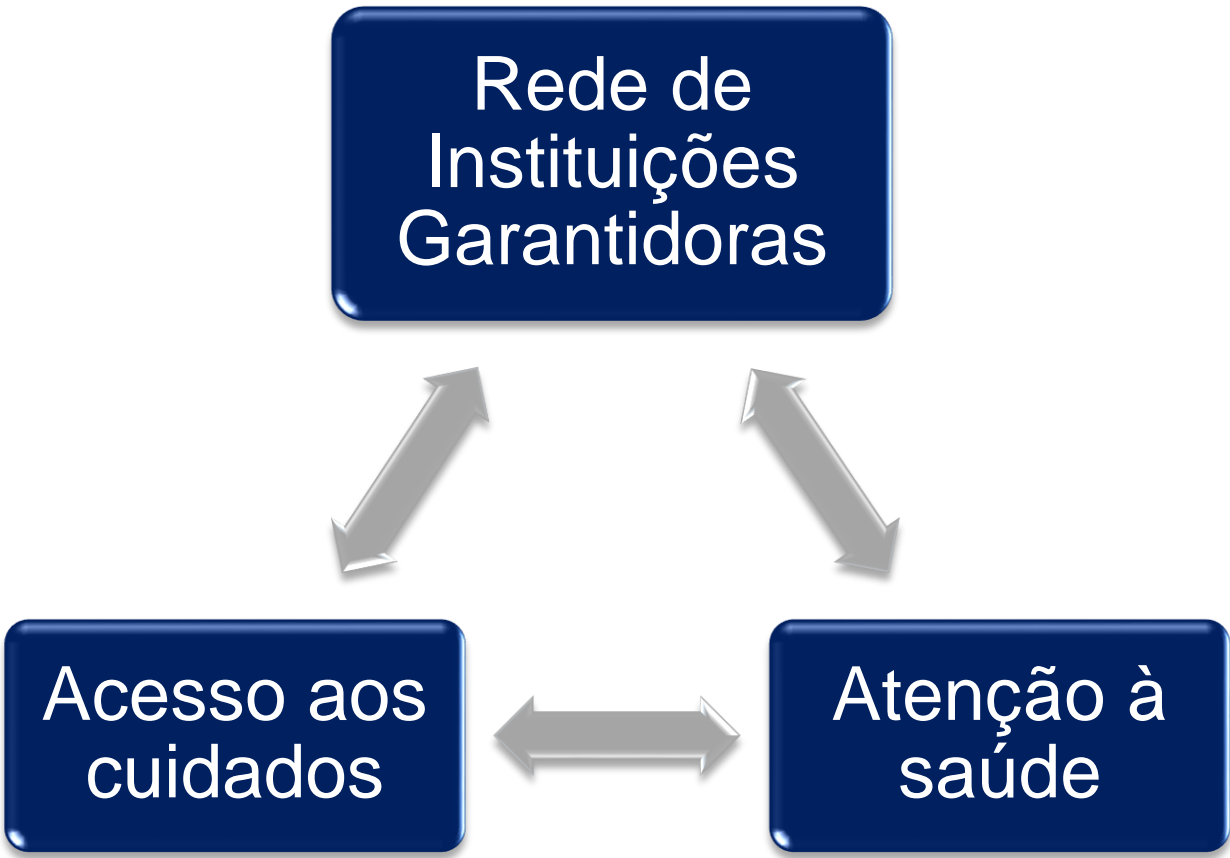 Rede de
Instituições
Garantidoras
Acesso aos
cuidados
Atenção à
saúde